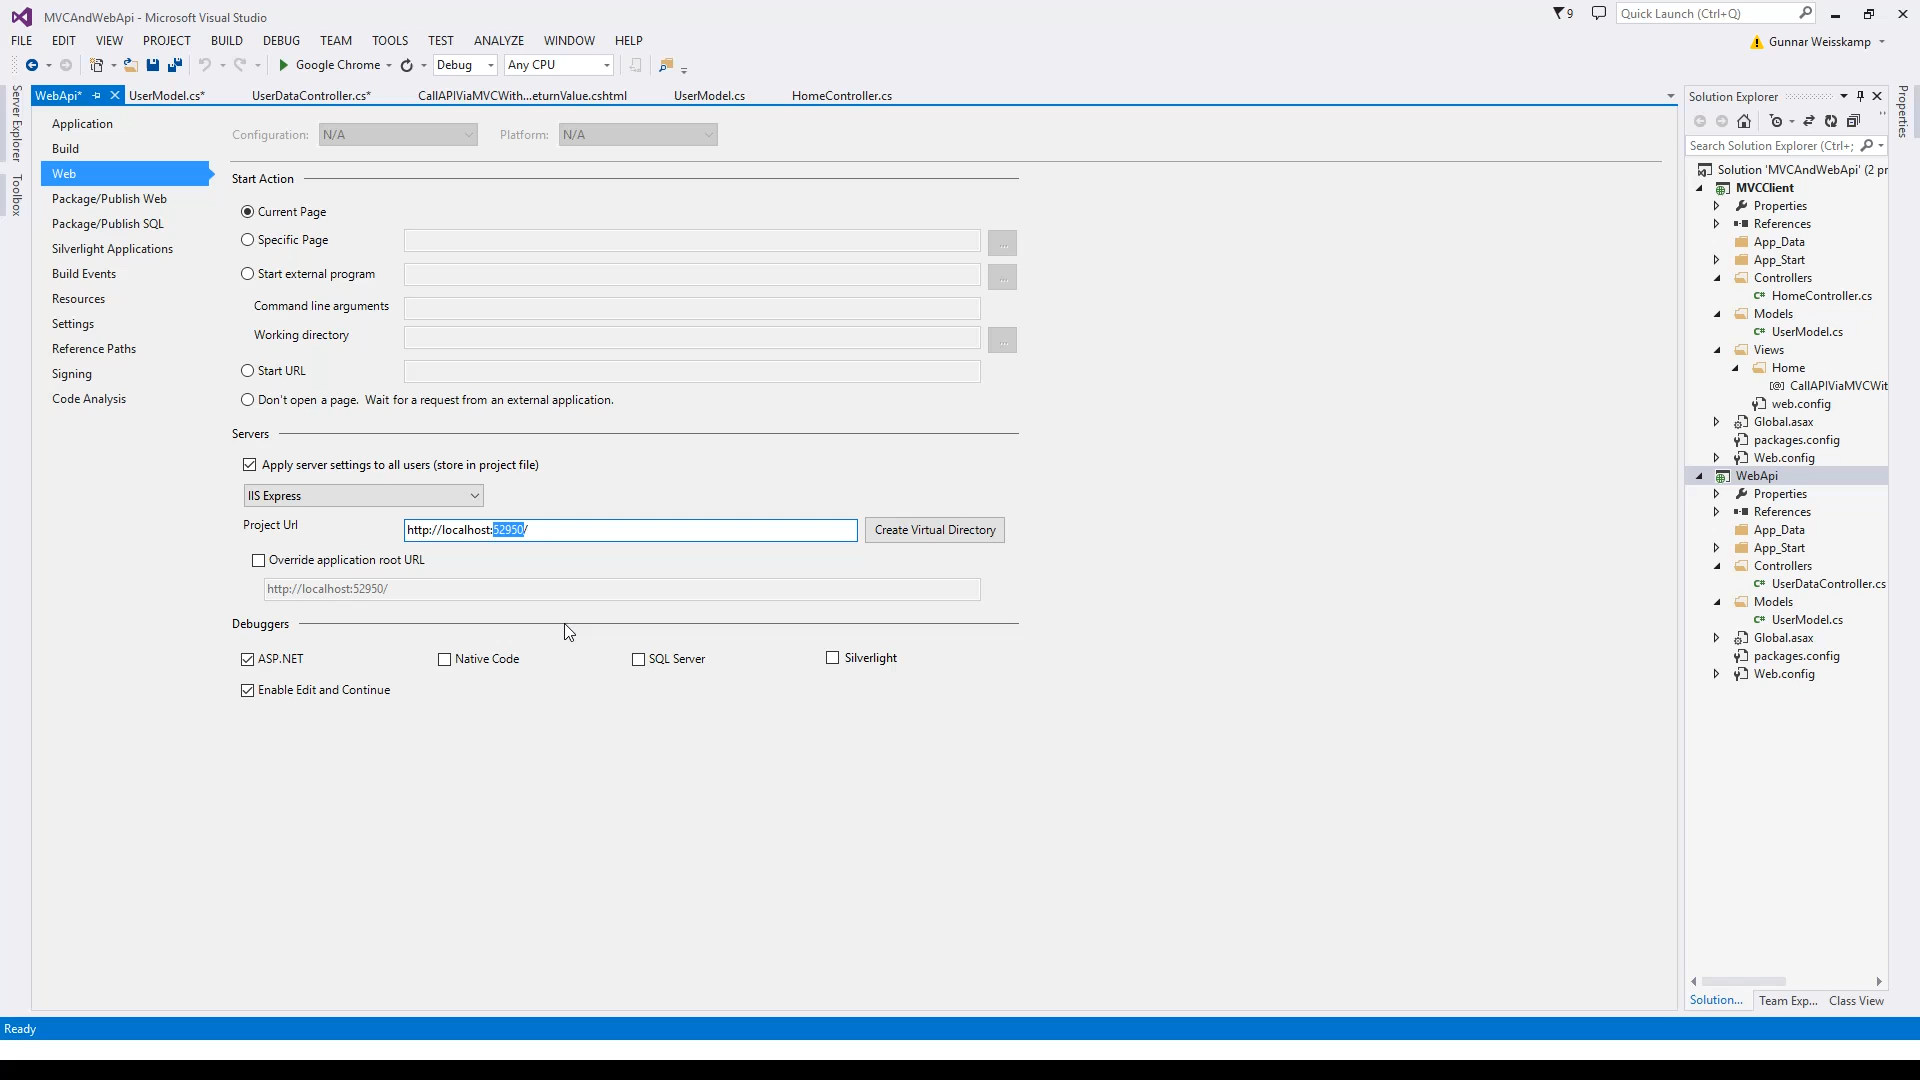 MVCAndWebApi - Microsoft Visual Studio
9
Quick Launch (Ctrl+Q)
FILE EDIT VIEW PROJECT BUILD DEBUG TEAM TOOLS TEST ANALYZE WINDOW HELP
Gunnar Weisskamp
Google Chrome Debug Any CPU
Server Explorer
Toolbox
WebApi* UserModel.cs* UserDataController.cs* CallAPIViaMVCWith...eturnValue.cshtml UserModel.cs HomeController.cs
Application
Build
Web
Package/Publish Web
Package/Publish SQL
Silverlight Applications
Build Events
Resources
Settings
Reference Paths
Signing
Code Analysis
Configuration: N/A Platform: N/A
Start Action
Current Page
Specific Page ...
Start external program ...
Command line arguments
Working directory ...
Start URL
Don't open a page. Wait for a request from an external application.
Servers
Apply server settings to all users (store in project file)
IIS Express
Project Url http://localhost:52950/ Create Virtual Directory
Override application root URL
http://localhost:52950/
Debuggers
ASP.NET Native Code SQL Server Silverlight
Enable Edit and Continue
Solution Explorer
Search Solution Explorer (Ctrl+;
Solution 'MVCAndWebApi' (2 pr
MVCClient
Properties
References
App_Data
App_Start
Controllers
C# HomeController.cs
Models
C# UserModel.cs
Views
Home
[@] CallAPIViaMVCWit
web.config
Global.asax
packages.config
Web.config
WebApi
Properties
References
App_Data
App_Start
Controllers
C# UserDataController.cs
Models
C# UserModel.cs
Global.asax
packages.config
Web.config
Solution... Team Exp... Class View
Properties
Ready